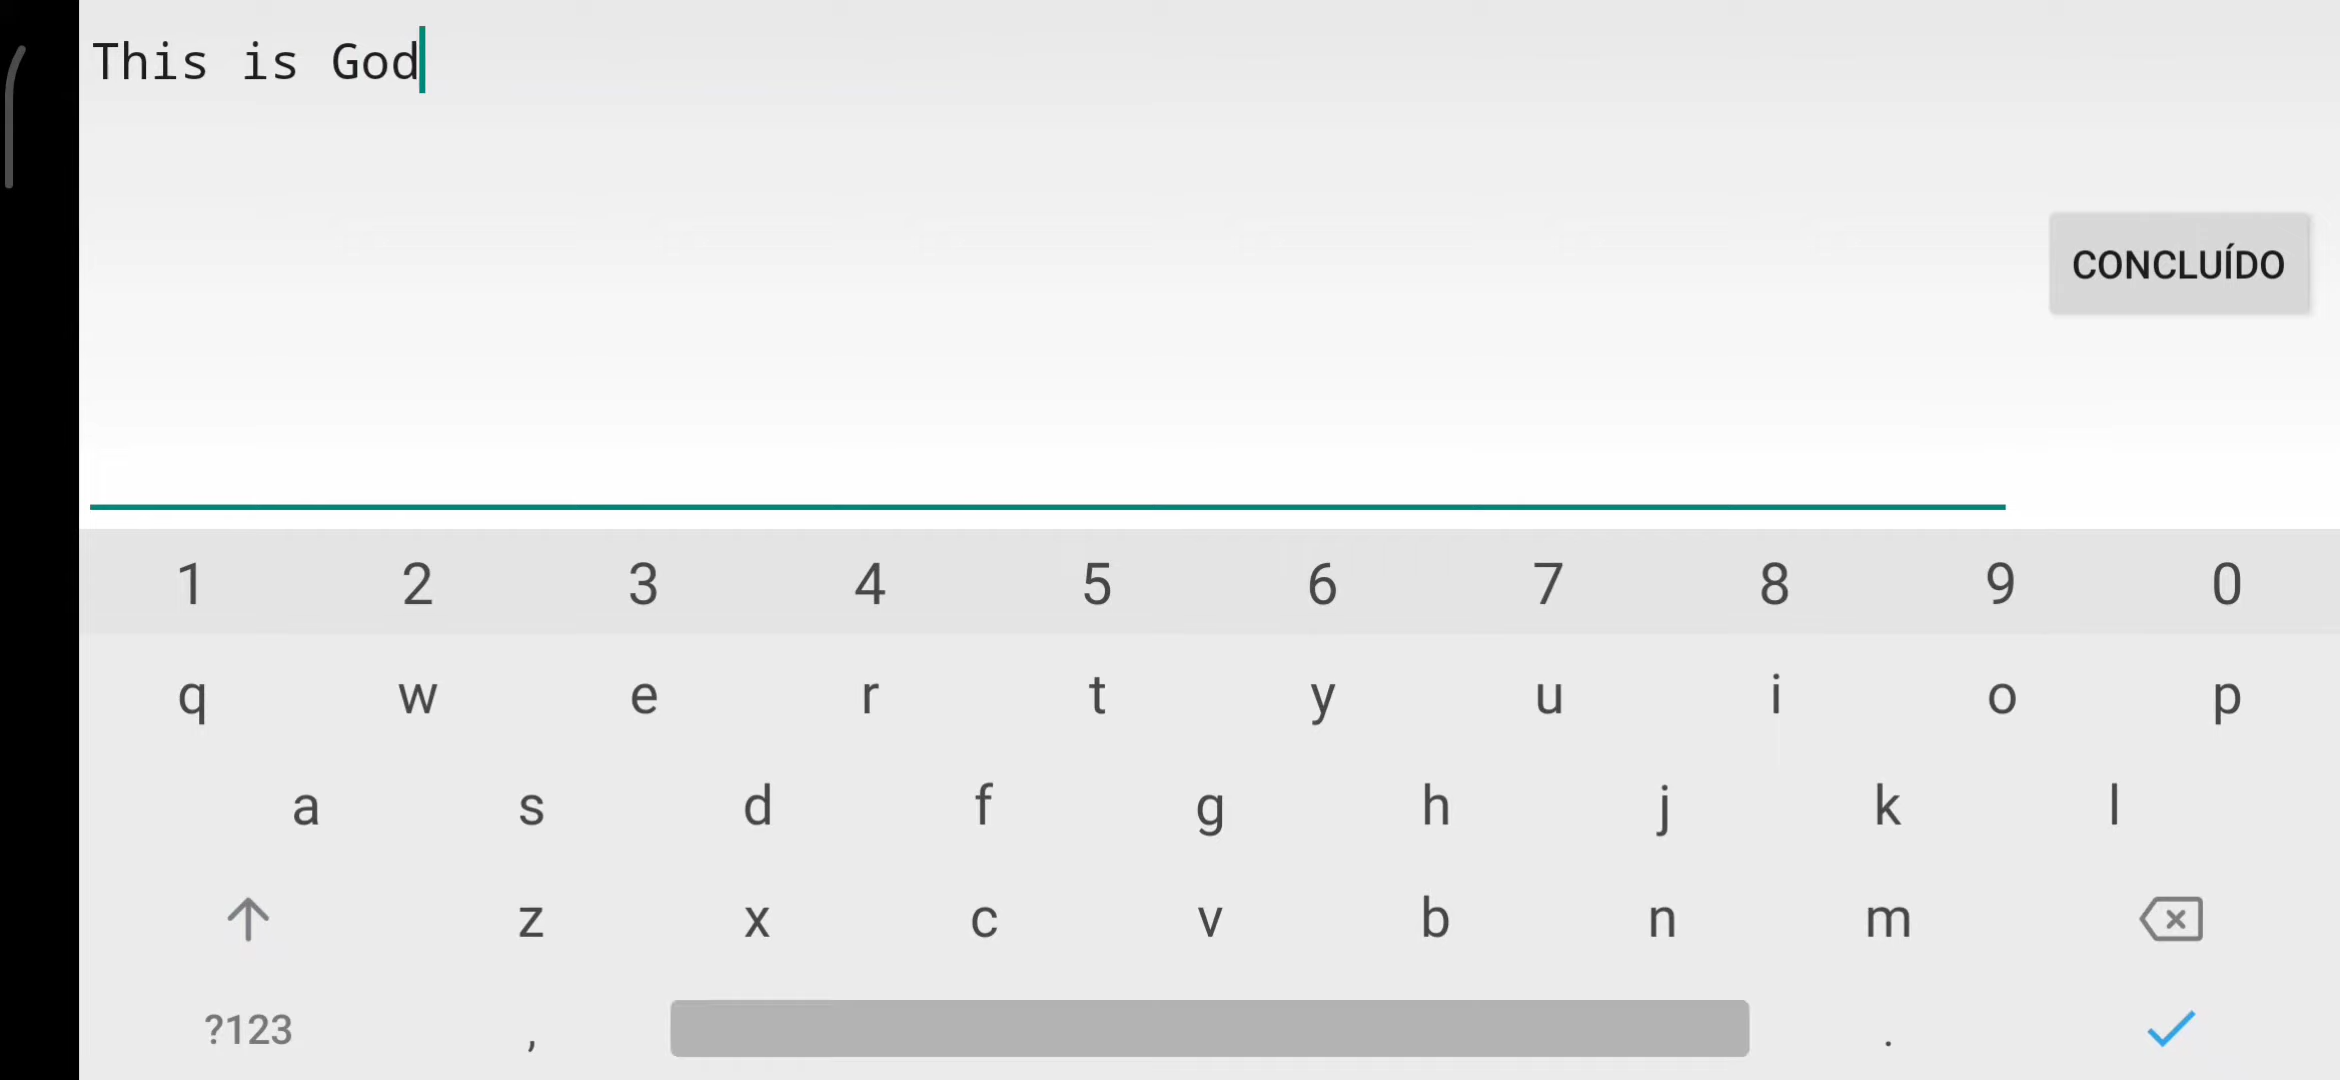 This is God
CONCLUÍDO
1 2 3 4 5 6 7 8 9 0
q w e r t y u i o p
a s d f g h j k l
z x c v b n m
?123 , .